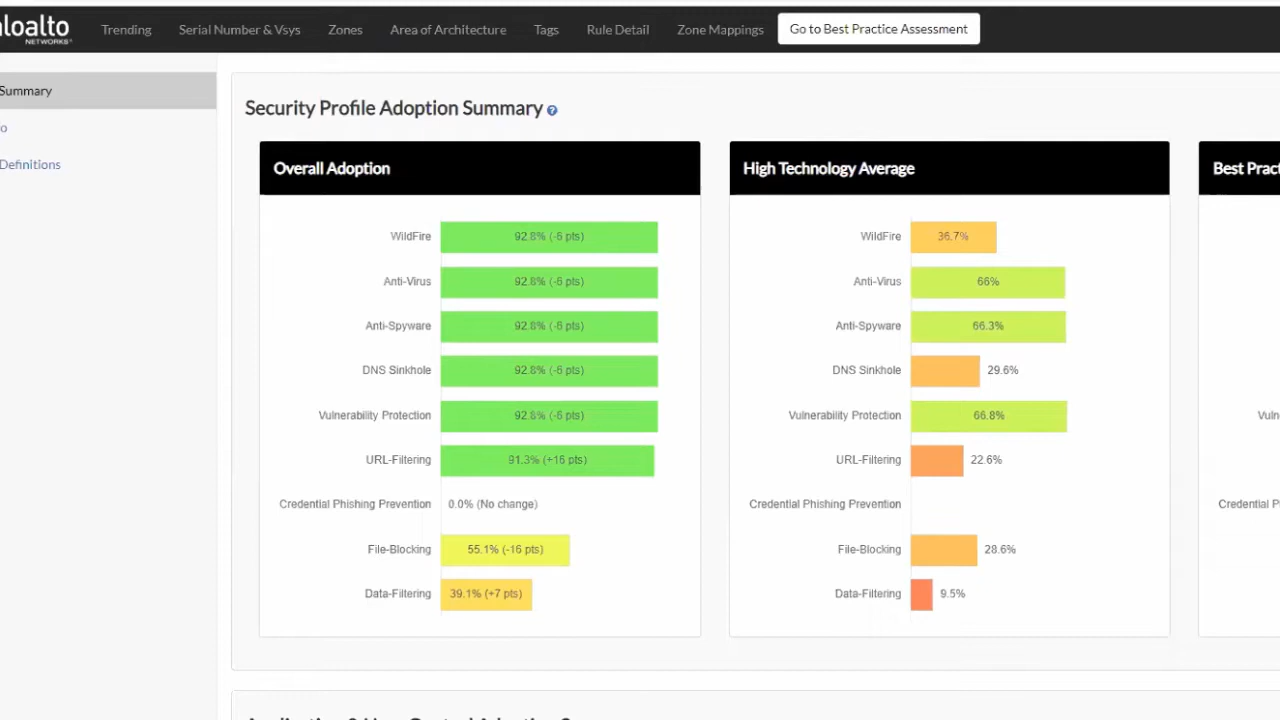 loalto
NETWORKS
Trending
Serial Number & Vsys
Zones
Area of Architecture
Tags
Rule Detail
Zone Mappings
Go to Best Practice Assessment
Summary
o
Definitions
Security Profile Adoption Summary ?
Overall Adoption
WildFire 92.8% (-6 pts)
Anti-Virus 92.8% (-6 pts)
Anti-Spyware 92.8% (-6 pts)
DNS Sinkhole 92.8% (-6 pts)
Vulnerability Protection 92.8% (-6 pts)
URL-Filtering 91.3% (+16 pts)
Credential Phishing Prevention 0.0% (No change)
File-Blocking 55.1% (-16 pts)
Data-Filtering 39.1% (+7 pts)
High Technology Average
WildFire 36.7%
Anti-Virus 66%
Anti-Spyware 66.3%
DNS Sinkhole 29.6%
Vulnerability Protection 66.8%
URL-Filtering 22.6%
Credential Phishing Prevention
File-Blocking 28.6%
Data-Filtering 9.5%
Best Pract
Vuln
Credential P